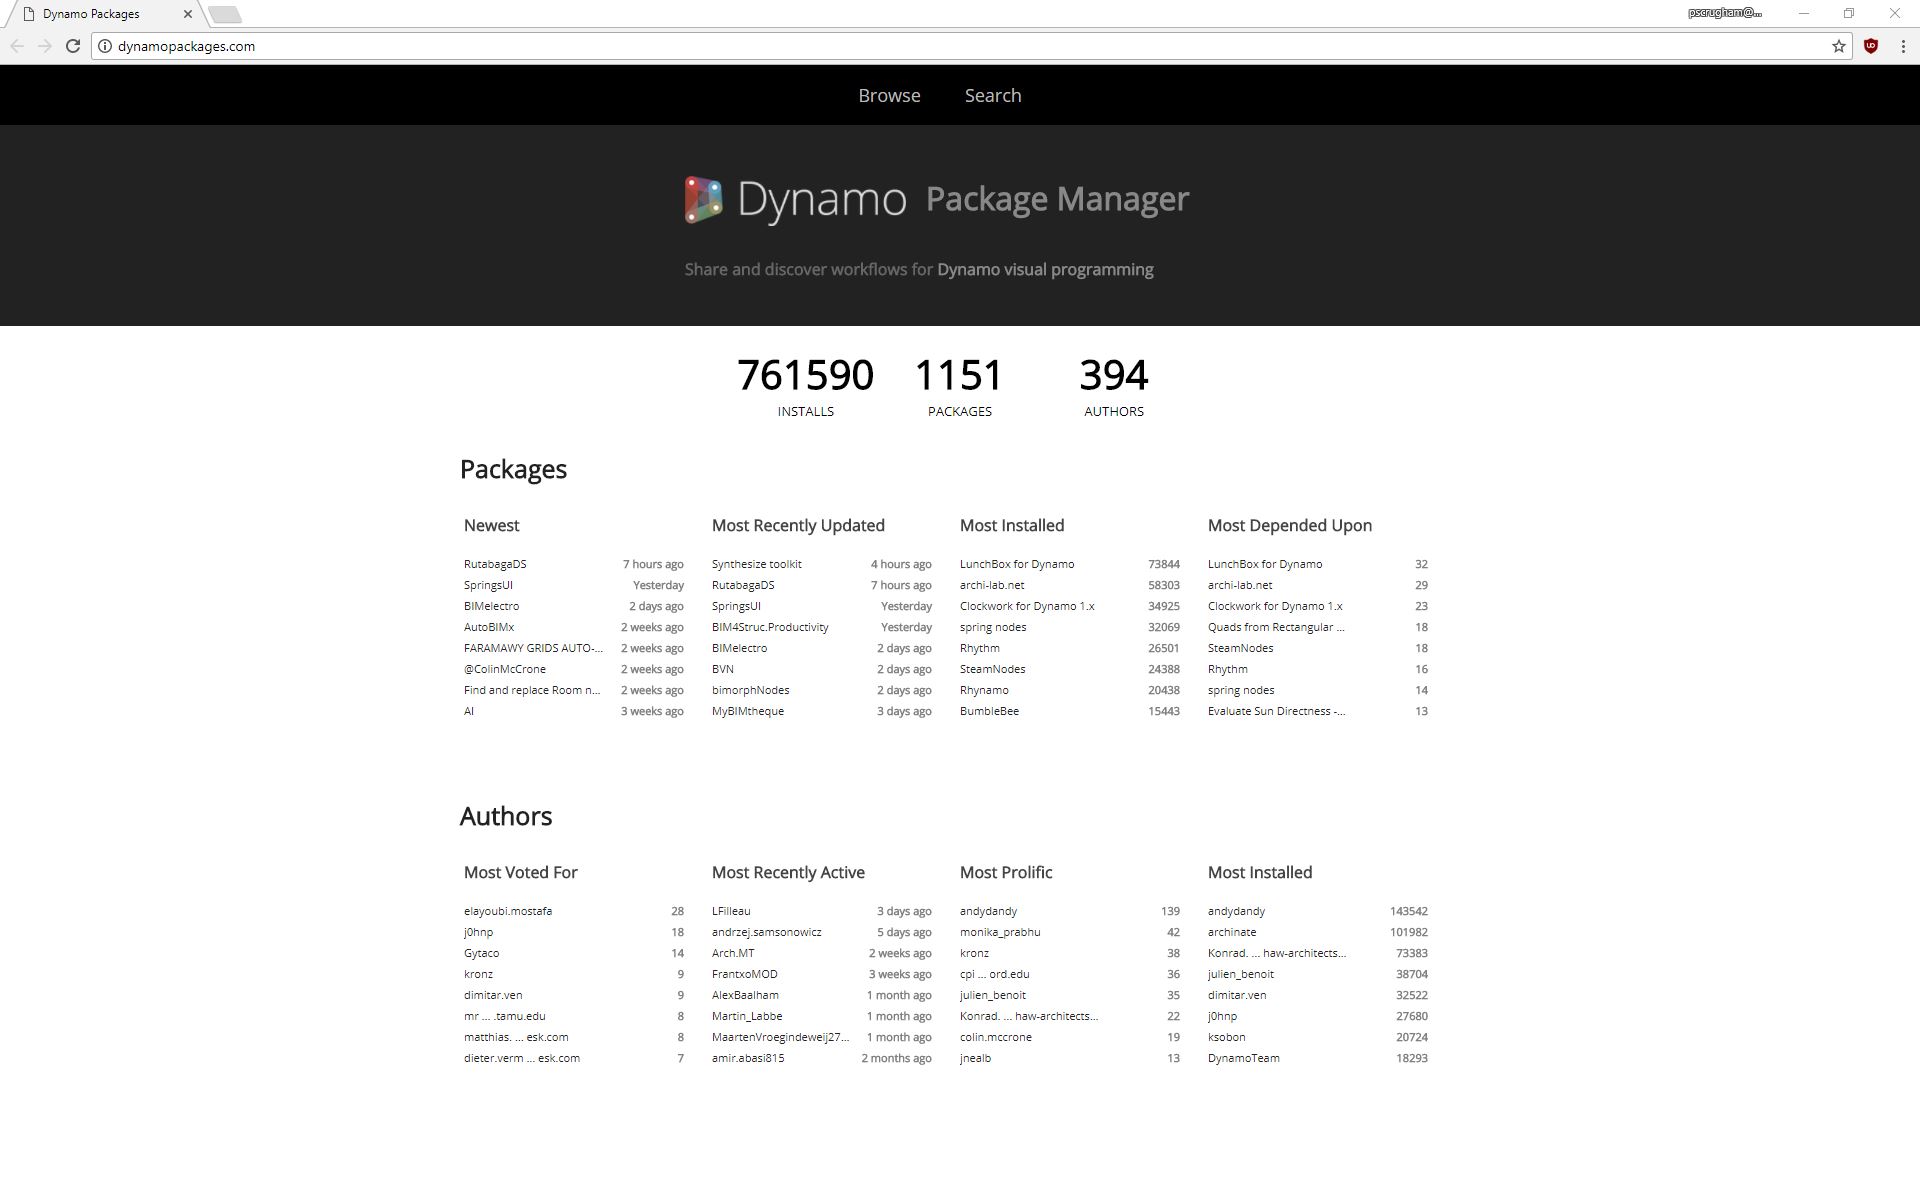 Dynamo Packages
pscrugham@...
dynamopackages.com
Browse Search
Dynamo Package Manager
Share and discover workflows for Dynamo visual programming
761590 1151 394
INSTALLS PACKAGES AUTHORS
Packages
Newest Most Recently Updated Most Installed Most Depended Upon
RutabagaDS 7 hours ago Synthesize toolkit 4 hours ago LunchBox for Dynamo 73844 LunchBox for Dynamo 32
SpringsUI Yesterday RutabagaDS 7 hours ago archi-lab.net 58303 archi-lab.net 29
BIMelectro 2 days ago SpringsUI Yesterday Clockwork for Dynamo 1.x 34925 Clockwork for Dynamo 1.x 23
AutoBIMx 2 weeks ago BIM4Struc.Productivity Yesterday spring nodes 32069 Quads from Rectangular ... 18
FARAMAWY GRIDS AUTO-... 2 weeks ago BIMelectro 2 days ago Rhythm 26501 SteamNodes 18
@ColinMcCrone 2 weeks ago BVN 2 days ago SteamNodes 24388 Rhythm 16
Find and replace Room n... 2 weeks ago bimorphNodes 2 days ago Rhynamo 20438 spring nodes 14
AI 3 weeks ago MyBIMtheque 3 days ago BumbleBee 15443 Evaluate Sun Directness -... 13
Authors
Most Voted For Most Recently Active Most Prolific Most Installed
elayoubi.mostafa 28 LFilleau 3 days ago andydandy 139 andydandy 143542
j0hnp 18 andrzej.samsonowicz 5 days ago monika_prabhu 42 archinate 101982
Gytaco 14 Arch.MT 2 weeks ago kronz 38 Konrad. ... haw-architects... 73383
kronz 9 FrantxoMOD 3 weeks ago cpi ... ord.edu 36 julien_benoit 38704
dimitar.ven 9 AlexBaalham 1 month ago julien_benoit 35 dimitar.ven 32522
mr ... .tamu.edu 8 Martin_Labbe 1 month ago Konrad. ... haw-architects... 22 j0hnp 27680
matthias. ... esk.com 8 MaartenVroegindeweij27... 1 month ago colin.mccrone 19 ksobon 20724
dieter.verm ... esk.com 7 amir.abasi815 2 months ago jnealb 13 DynamoTeam 18293